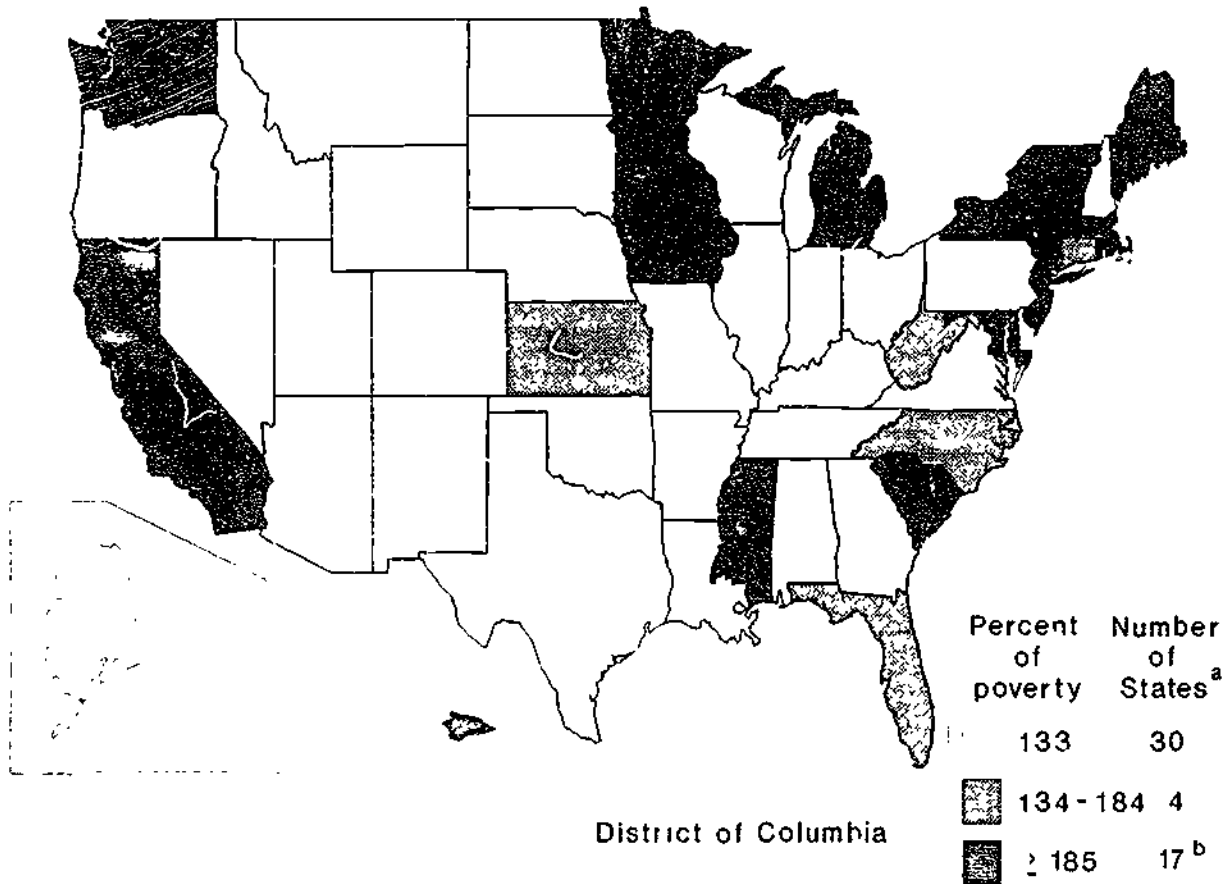 Percent Number
of of
poverty States a
133 30
134-184 4
District of Columbia
≥ 185 17 b